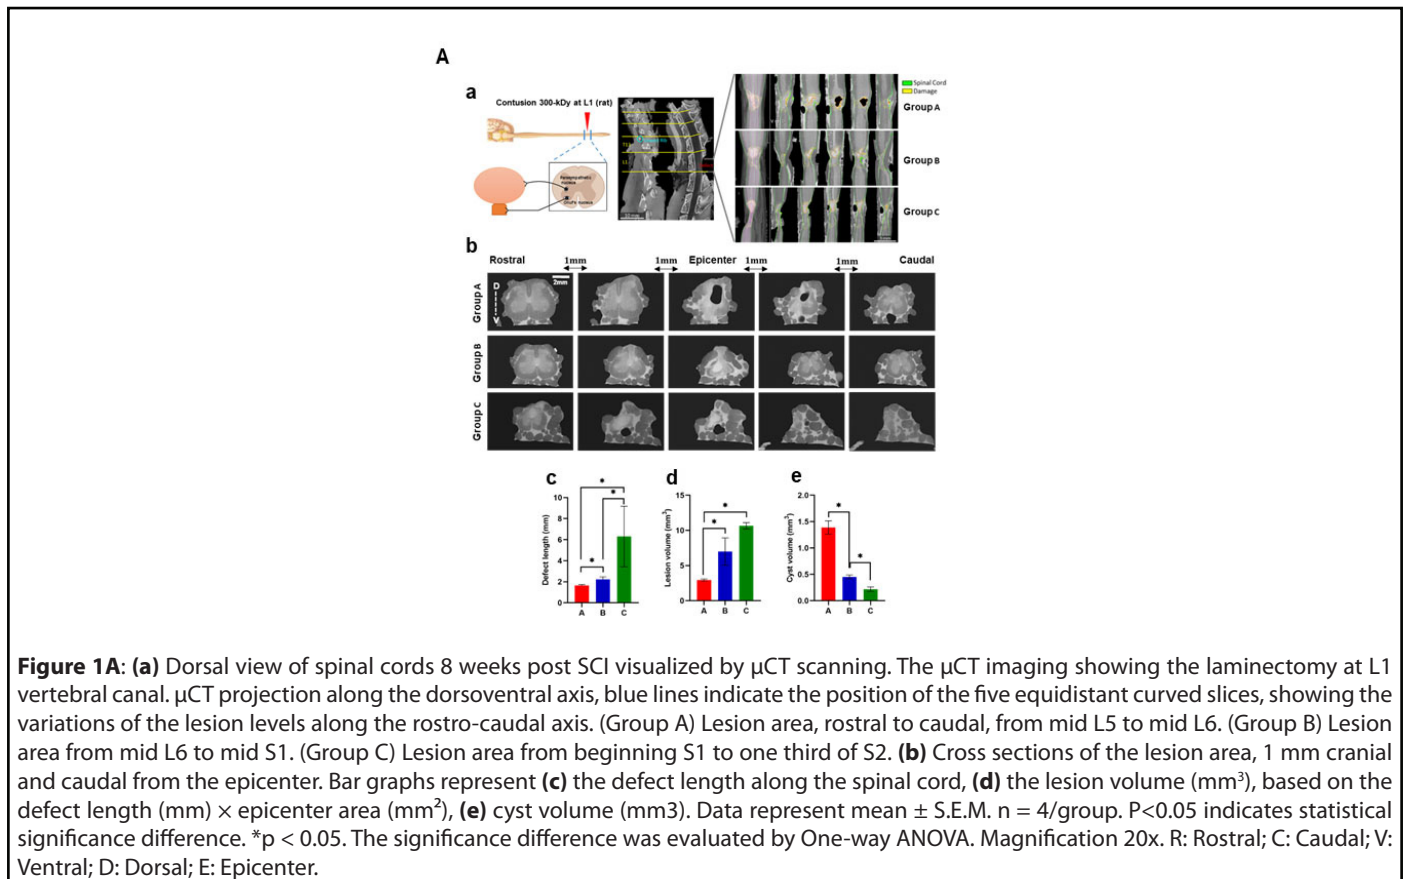 A
a
Contusion 300-kDy at L1 (rat)
Parasympathetic
nucleus
Onuf's nucleus
L1
Spinal Cord
Damage
Group A
Group B
Group C
b
Rostral
1mm
1mm
Epicenter
1mm
1mm
Caudal
Group A
D
V
2mm
Group B
Group C
c
*
*
*
Defect length (mm)
10
8
6
4
2
0
A B C
d
*
*
Lesion volume (mm³)
15
10
5
0
A B C
e
*
*
Cyst volume (mm³)
2.0
1.5
1.0
0.5
0.0
A B C
Figure 1A: (a) Dorsal view of spinal cords 8 weeks post SCI visualized by µCT scanning. The µCT imaging showing the laminectomy at L1
vertebral canal. µCT projection along the dorsoventral axis, blue lines indicate the position of the five equidistant curved slices, showing the
variations of the lesion levels along the rostro-caudal axis. (Group A) Lesion area, rostral to caudal, from mid L5 to mid L6. (Group B) Lesion
area from mid L6 to mid S1. (Group C) Lesion area from beginning S1 to one third of S2. (b) Cross sections of the lesion area, 1 mm cranial
and caudal from the epicenter. Bar graphs represent (c) the defect length along the spinal cord, (d) the lesion volume (mm³), based on the
defect length (mm) × epicenter area (mm²), (e) cyst volume (mm3). Data represent mean ± S.E.M. n = 4/group. P<0.05 indicates statistical
significance difference. *p < 0.05. The significance difference was evaluated by One-way ANOVA. Magnification 20x. R: Rostral; C: Caudal; V:
Ventral; D: Dorsal; E: Epicenter.